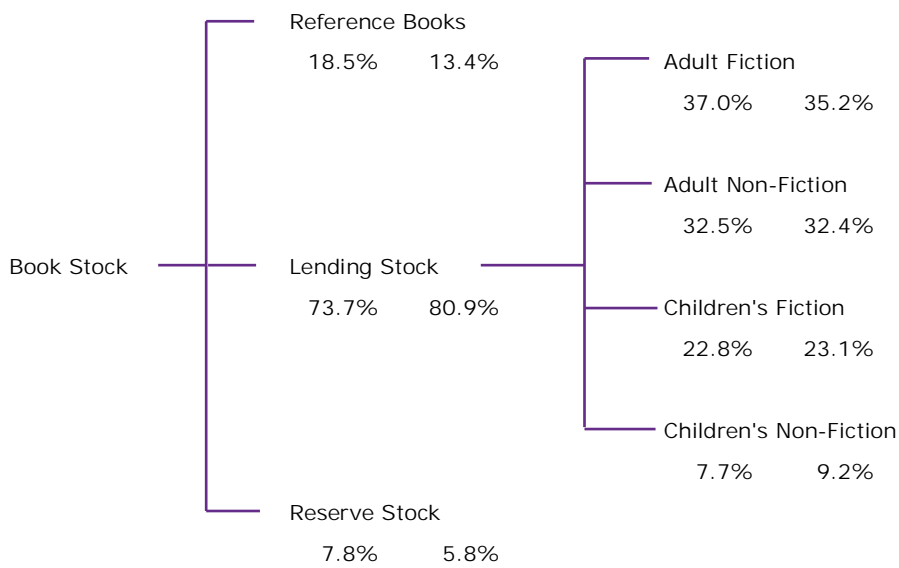 Reference Books
18.5% 13.4%
Adult Fiction
37.0% 35.2%
Adult Non-Fiction
32.5% 32.4%
Book Stock
Lending Stock
73.7% 80.9%
Children's Fiction
22.8% 23.1%
Children's Non-Fiction
7.7% 9.2%
Reserve Stock
7.8% 5.8%